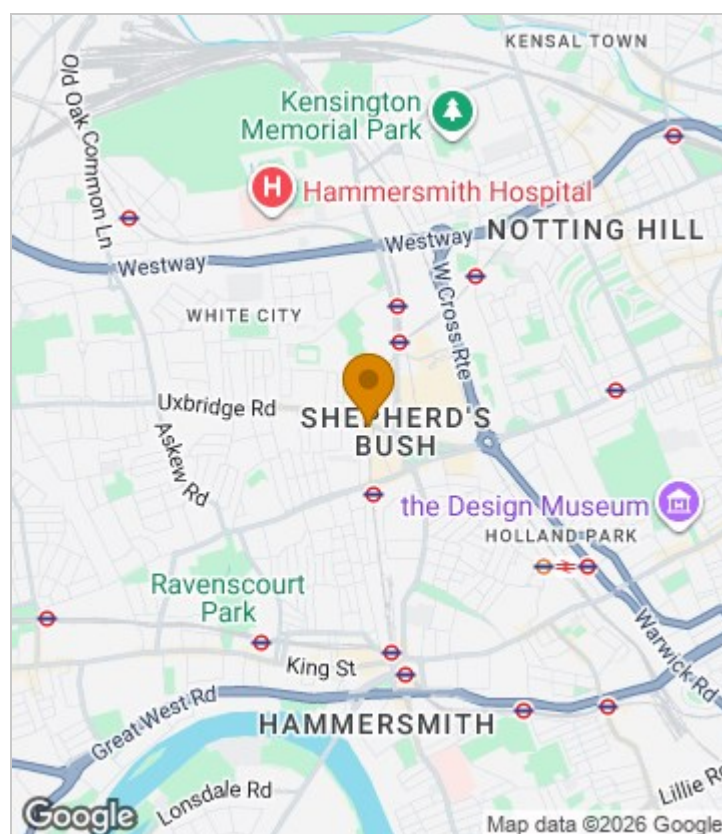 KENSAL TOWN
Old Oak Common Ln
Kensington
Memorial Park
H
Hammersmith Hospital
Westway
NOTTING HILL
Westway
W Cross Rte
WHITE CITY
Uxbridge Rd
SHEPHERD'S
BUSH
Askew Rd
the Design Museum
HOLLAND PARK
Ravenscourt
Park
Warwick Rd
King St
Great West Rd
HAMMERSMITH
Lonsdale Rd
Lillie Rd
Google
Map data ©2026 Google